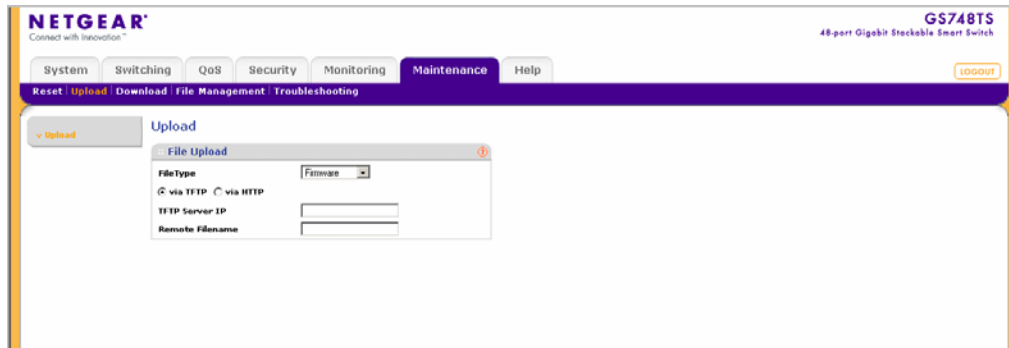 NETGEAR®
Connect with Innovation™
GS748TS
48-port Gigabit Stackable Smart Switch
System Switching QoS Security Monitoring Maintenance Help
LOGOUT
Reset Upload Download File Management Troubleshooting
Upload
Upload
File Upload
FileType Firmware
via TFTP via HTTP
TFTP Server IP
Remote Filename